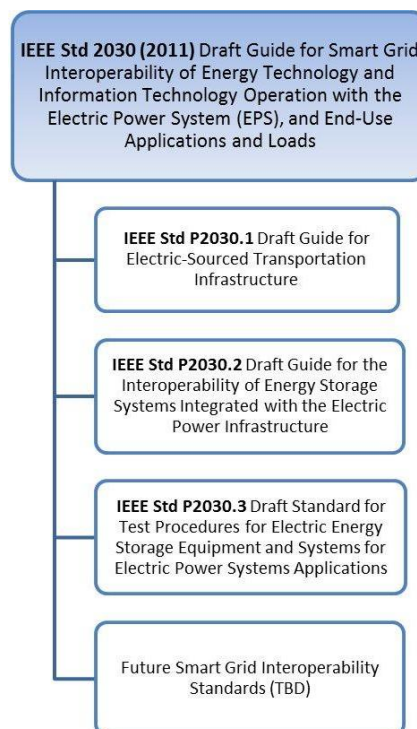 IEEE Std 2030 (2011) Draft Guide for Smart Grid
Interoperability of Energy Technology and
Information Technology Operation with the
Electric Power System (EPS), and End-Use
Applications and Loads
IEEE Std P2030.1 Draft Guide for
Electric-Sourced Transportation
Infrastructure
IEEE Std P2030.2 Draft Guide for the
Interoperability of Energy Storage
Systems Integrated with the Electric
Power Infrastructure
IEEE Std P2030.3 Draft Standard for
Test Procedures for Electric Energy
Storage Equipment and Systems for
Electric Power Systems Applications
Future Smart Grid Interoperability
Standards (TBD)